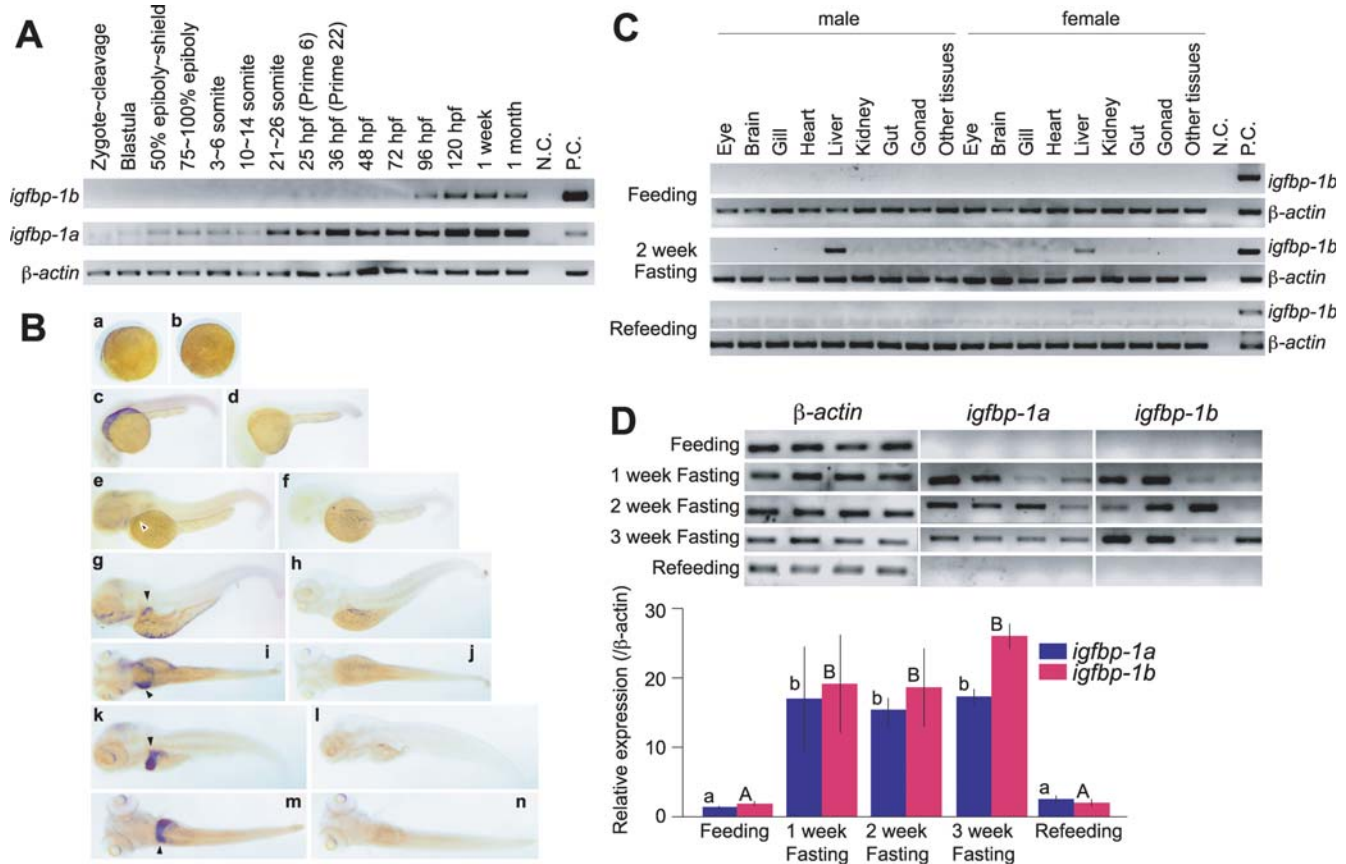 A
Zygote~cleavage
Blastula
50% epiboly~shield
75~100% epiboly
3~6 somite
10~14 somite
21~26 somite
25 hpf (Prime 6)
36 hpf (Prime 22)
48 hpf
72 hpf
96 hpf
120 hpf
1 week
1 month
N.C.
P.C.
igfbp-1b
igfbp-1a
β-actin
B
a
b
c
d
e
f
g
h
i
j
k
l
m
n
C
male
female
Eye
Brain
Gill
Heart
Liver
Kidney
Gut
Gonad
Other tissues
Eye
Brain
Gill
Heart
Liver
Kidney
Gut
Gonad
Other tissues
N.C.
P.C.
Feeding
igfbp-1b
β-actin
2 week
Fasting
igfbp-1b
β-actin
Refeeding
igfbp-1b
β-actin
D
β-actin
igfbp-1a
igfbp-1b
Feeding
1 week Fasting
2 week Fasting
3 week Fasting
Refeeding
Relative expression (/β-actin)
30
20
10
0
a
A
b
B
b
B
b
B
a
A
igfbp-1a
igfbp-1b
Feeding
1 week
Fasting
2 week
Fasting
3 week
Fasting
Refeeding